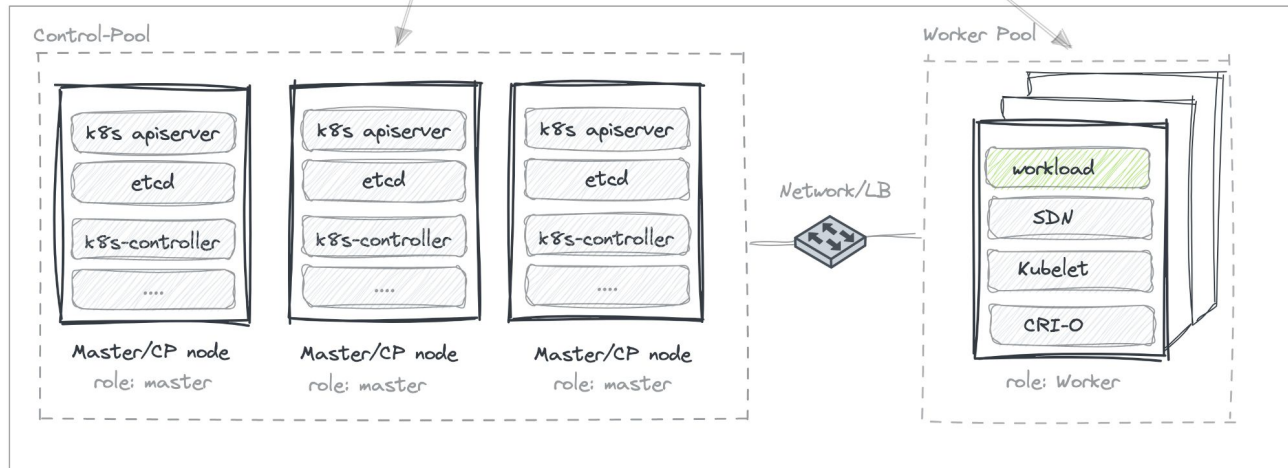 Control-Pool
k8s apiserver
etcd
k8s-controller
....
Master/CP node
role: master
k8s apiserver
etcd
k8s-controller
....
Master/CP node
role: master
k8s apiserver
etcd
k8s-controller
....
Master/CP node
role: master
Network/LB
Worker Pool
workload
SDN
Kubelet
CRI-O
role: Worker